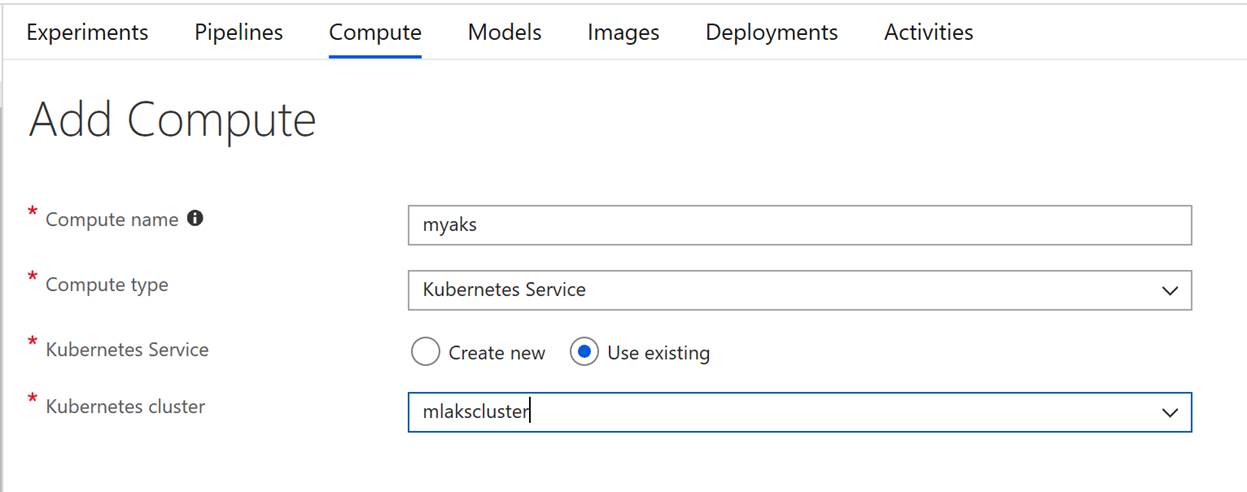 Experiments Pipelines Compute Models Images Deployments Activities
Add Compute
* Compute name myaks
* Compute type Kubernetes Service
* Kubernetes Service Create new Use existing
* Kubernetes cluster mlakscluster